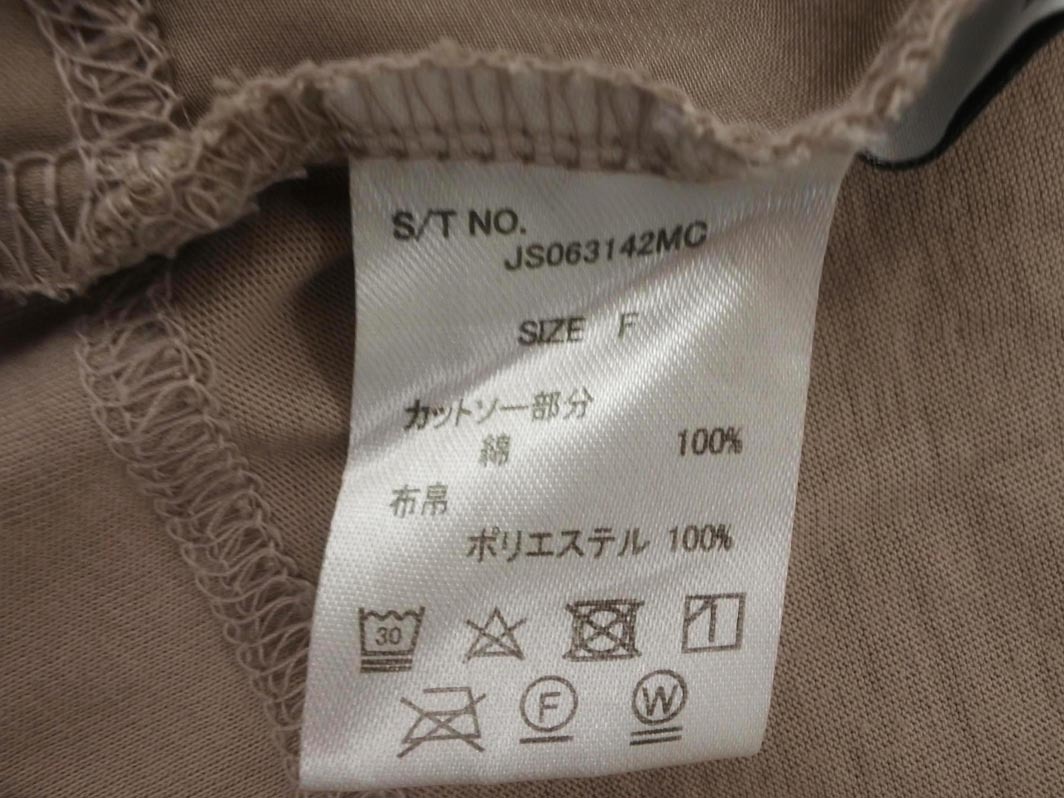 S/T NO.
JS063142MC
SIZE F
カットソー部分
綿 100%
布帛
ポリエステル 100%
30
F
W